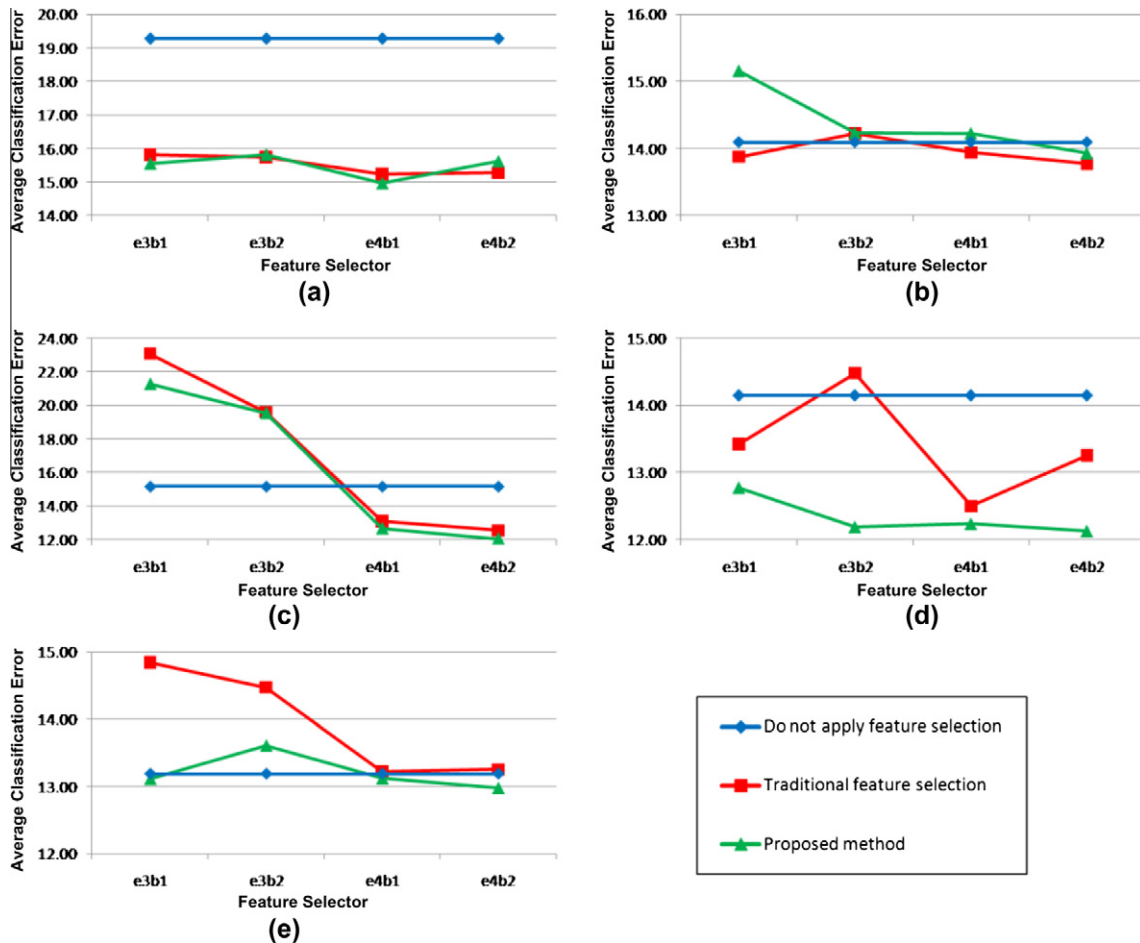 Average Classification Error
20.00
19.00
18.00
17.00
16.00
15.00
14.00
e3b1 e3b2 e4b1 e4b2
Feature Selector
(a)
Average Classification Error
16.00
15.00
14.00
13.00
e3b1 e3b2 e4b1 e4b2
Feature Selector
(b)
Average Classification Error
24.00
22.00
20.00
18.00
16.00
14.00
12.00
e3b1 e3b2 e4b1 e4b2
Feature Selector
(c)
Average Classification Error
15.00
14.00
13.00
12.00
e3b1 e3b2 e4b1 e4b2
Feature Selector
(d)
Average Classification Error
15.00
14.00
13.00
12.00
e3b1 e3b2 e4b1 e4b2
Feature Selector
(e)
Do not apply feature selection
Traditional feature selection
Proposed method